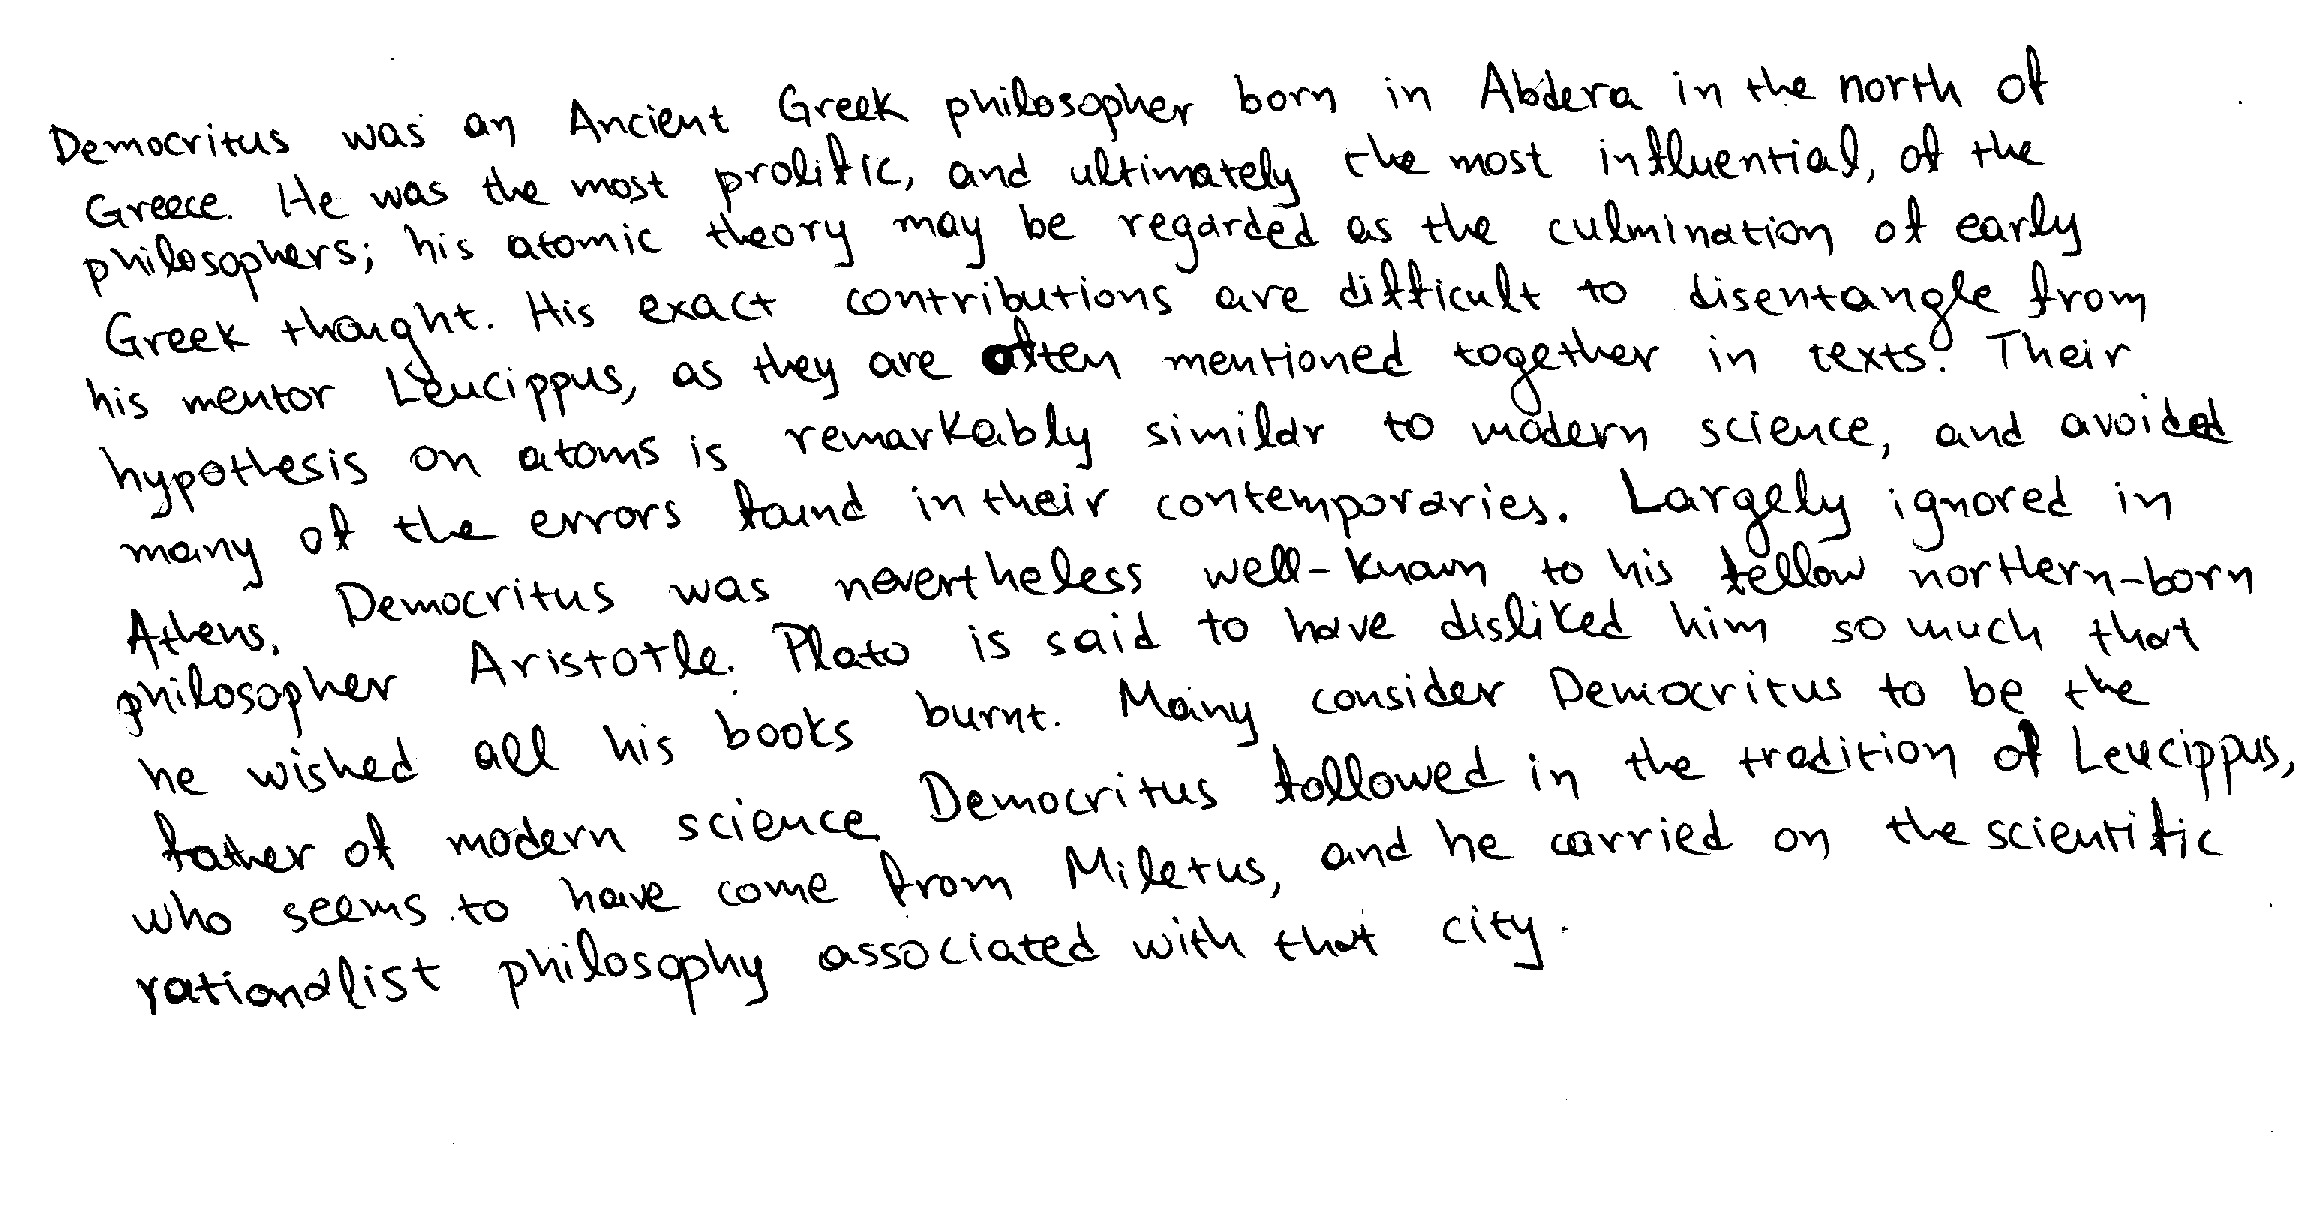 Democritus was an Ancient Greek philosopher born in Abdera in the north of
Greece. He was the most prolific, and ultimately the most influential, of the
philosophers; his atomic theory may be regarded as the culmination of early
Greek thought. His exact contributions are difficult to disentangle from
his mentor Leucippus, as they are often mentioned together in texts. Their
hypothesis on atoms is remarkably similar to modern science, and avoided
many of the errors found in their contemporaries. Largely ignored in
Athens, Democritus was nevertheless well-known to his fellow northern-born
philosopher Aristotle. Plato is said to have disliked him so much that
he wished all his books burnt. Many consider Democritus to be the
father of modern science Democritus followed in the tradition of Leucippus,
who seems to have come from Miletus, and he carried on the scientific
rationalist philosophy associated with that city.